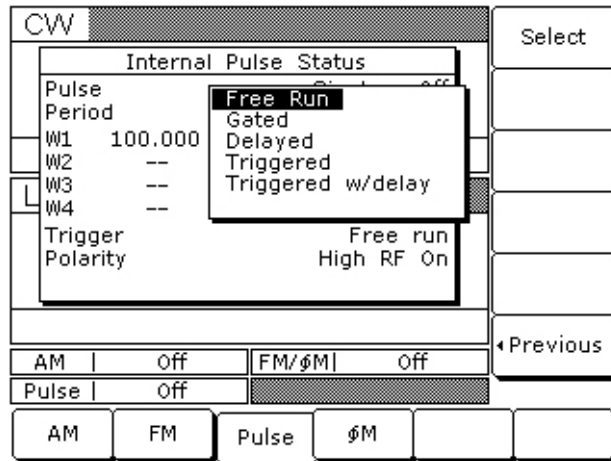 CW
Select
Internal Pulse Status
Pulse
Period
Free Run
Gated
Delayed
Triggered
Triggered w/delay
W1 100.000
W2 --
W3 --
W4 --
Trigger Free run
Polarity High RF On
◂Previous
AM | Off FM/ϕM| Off
Pulse | Off
AM FM Pulse ϕM